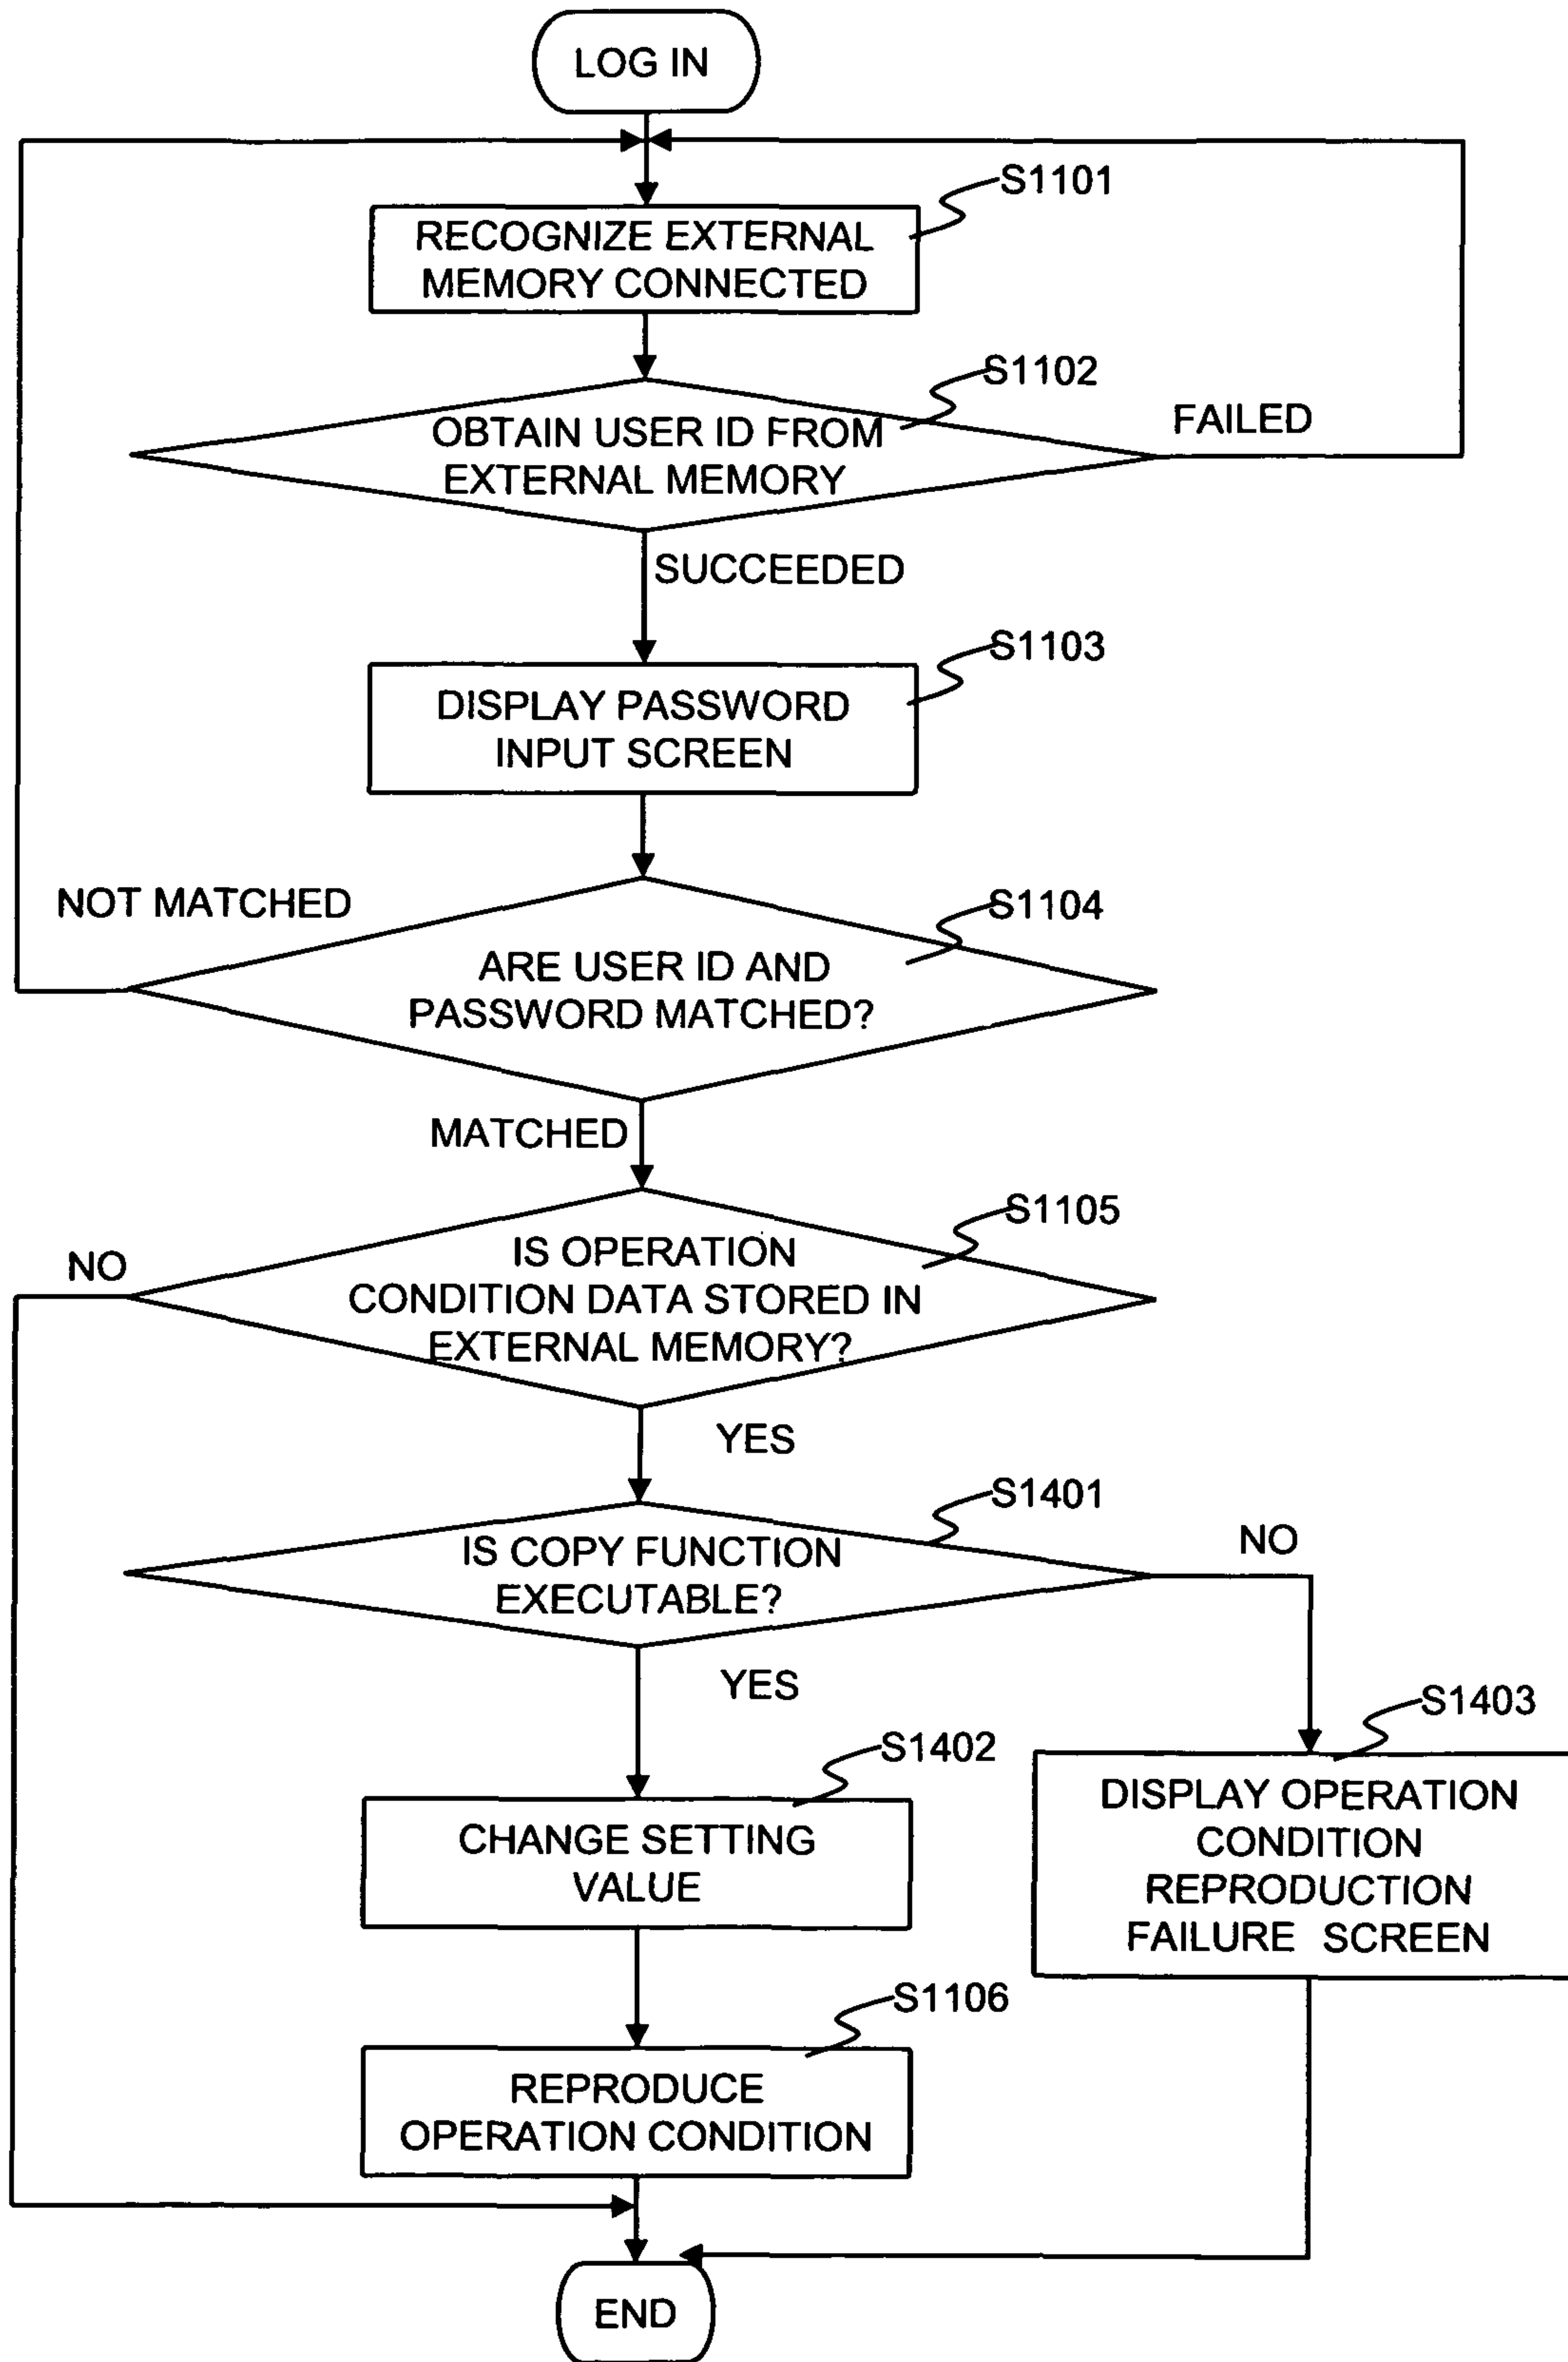 LOG IN
S1101
RECOGNIZE EXTERNAL
MEMORY CONNECTED
S1102
FAILED
OBTAIN USER ID FROM
EXTERNAL MEMORY
SUCCEEDED
S1103
DISPLAY PASSWORD
INPUT SCREEN
NOT MATCHED
S1104
ARE USER ID AND
PASSWORD MATCHED?
MATCHED
S1105
NO
IS OPERATION
CONDITION DATA STORED IN
EXTERNAL MEMORY?
YES
S1401
NO
IS COPY FUNCTION
EXECUTABLE?
YES
S1403
S1402
DISPLAY OPERATION
CONDITION
REPRODUCTION
FAILURE SCREEN
CHANGE SETTING
VALUE
S1106
REPRODUCE
OPERATION CONDITION
END